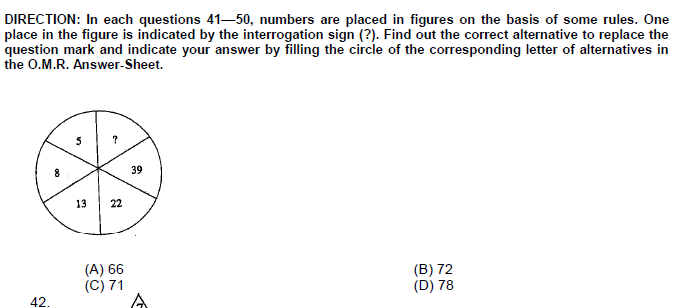 DIRECTION: In each questions 41—50, numbers are placed in figures on the basis of some rules. One
place in the figure is indicated by the interrogation sign (?). Find out the correct alternative to replace the
question mark and indicate your answer by filling the circle of the corresponding letter of alternatives in
the O.M.R. Answer-Sheet.
5 ?
8 39
13 22
(A) 66 (B) 72
(C) 71 (D) 78
42.